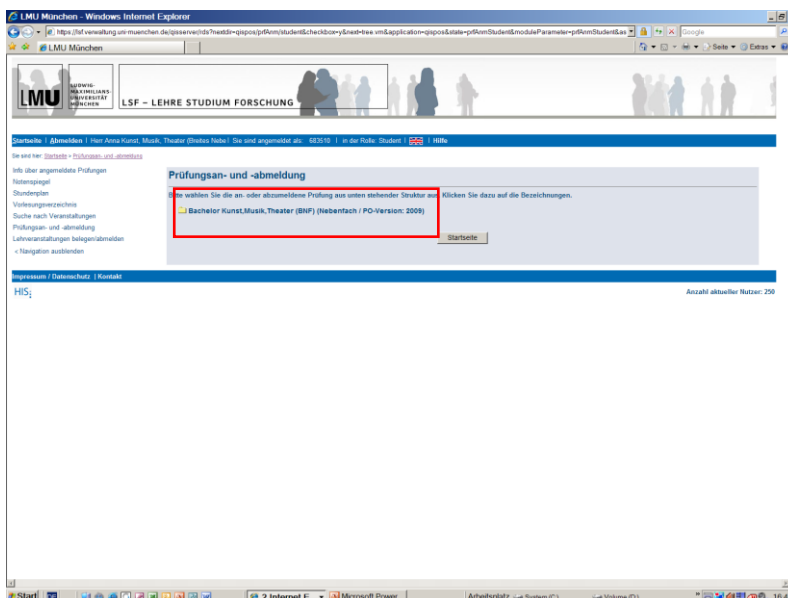 LMU München - Windows Internet Explorer
https://lsf.verwaltung.uni-muenchen.de/qisserver/rds?nextdir=qispos/prfAnm/student&checkbox=y&next=tree.vm&application=qispos&state=prfAnmStudent&moduleParameter=prfAnmStudent&as
Google
LMU München
Seite
Extras
LMU
LUDWIG-
MAXIMILIANS-
UNIVERSITÄT
MÜNCHEN
LSF – LEHRE STUDIUM FORSCHUNG
Startseite | Abmelden | Herr Anna Kunst, Musik, Theater (Breites Nebe| Sie sind angemeldet als: 683510 | in der Rolle: Student | Hilfe
Sie sind hier: Startseite » Prüfungsan- und -abmeldung
Info über angemeldete Prüfungen
Notenspiegel
Stundenplan
Vorlesungsverzeichnis
Suche nach Veranstaltungen
Prüfungsan- und -abmeldung
Lehrveranstaltungen belegen/abmelden
< Navigation ausblenden
Prüfungsan- und -abmeldung
Bitte wählen Sie die an- oder abzumeldene Prüfung aus unten stehender Struktur aus. Klicken Sie dazu auf die Bezeichnungen.
Bachelor Kunst,Musik,Theater (BNF) (Nebenfach / PO-Version: 2009)
Startseite
Impressum / Datenschutz | Kontakt
HIS
Anzahl aktueller Nutzer: 250
Start
2 Internet E...
Microsoft Power...
Arbeitsplatz
System (C:)
Volume (D:)